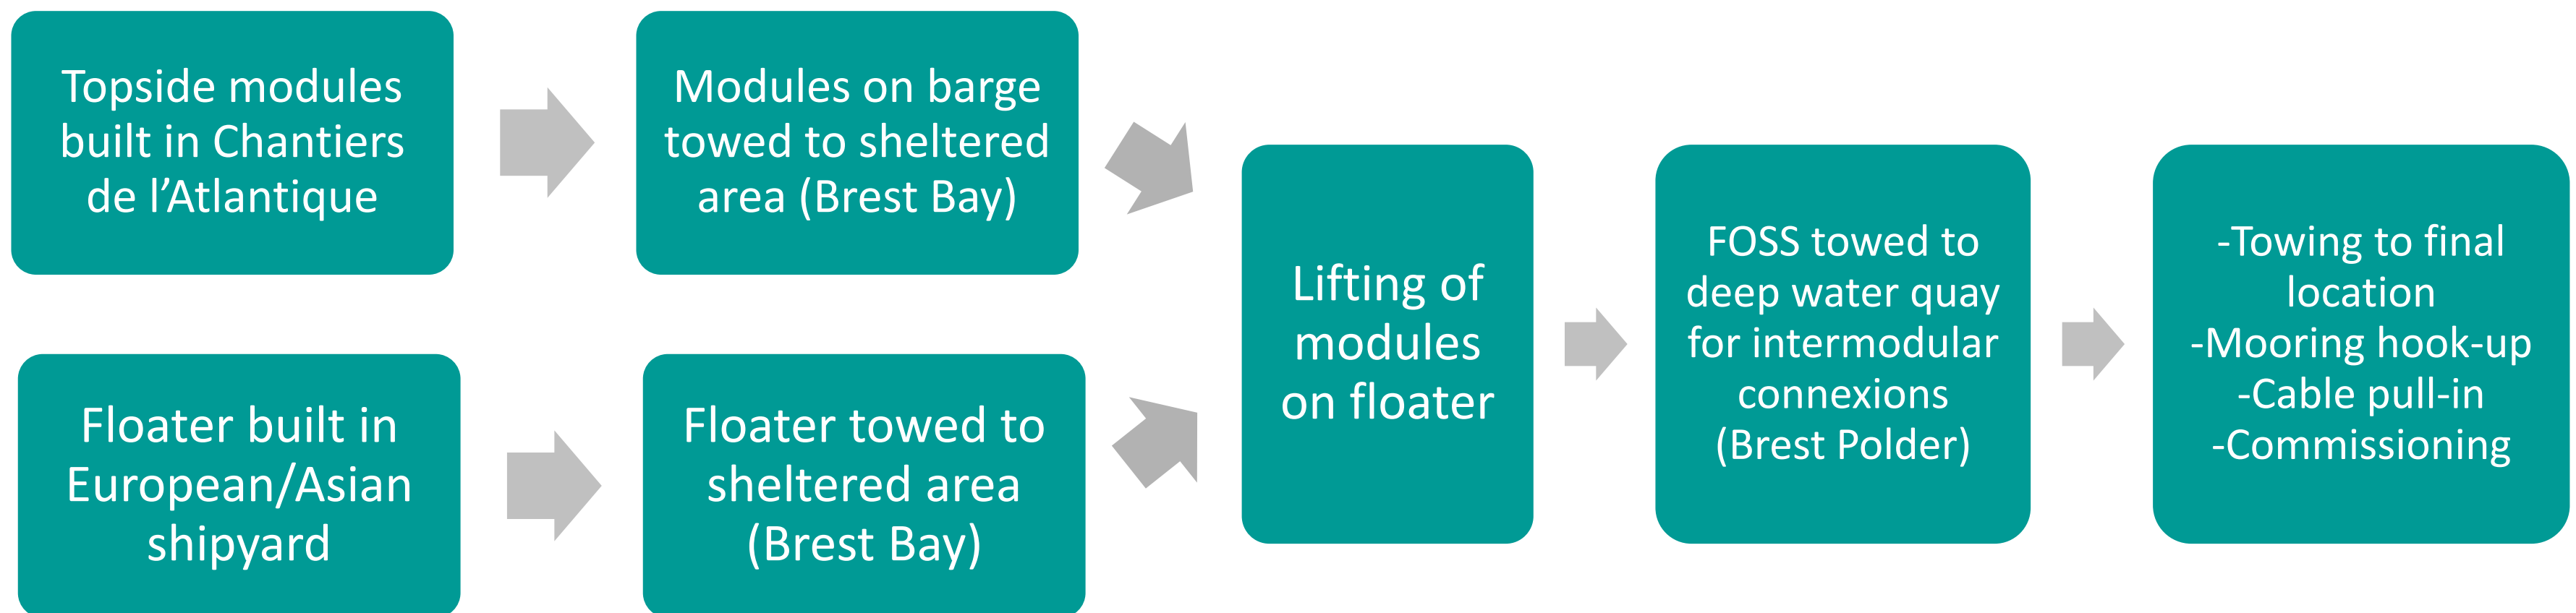 Topside modules
built in Chantiers
de l’Atlantique
Modules on barge
towed to sheltered
area (Brest Bay)
Floater built in
European/Asian
shipyard
Floater towed to
sheltered area
(Brest Bay)
Lifting of
modules
on floater
FOSS towed to
deep water quay
for intermodular
connexions
(Brest Polder)
-Towing to final
location
-Mooring hook-up
-Cable pull-in
-Commissioning